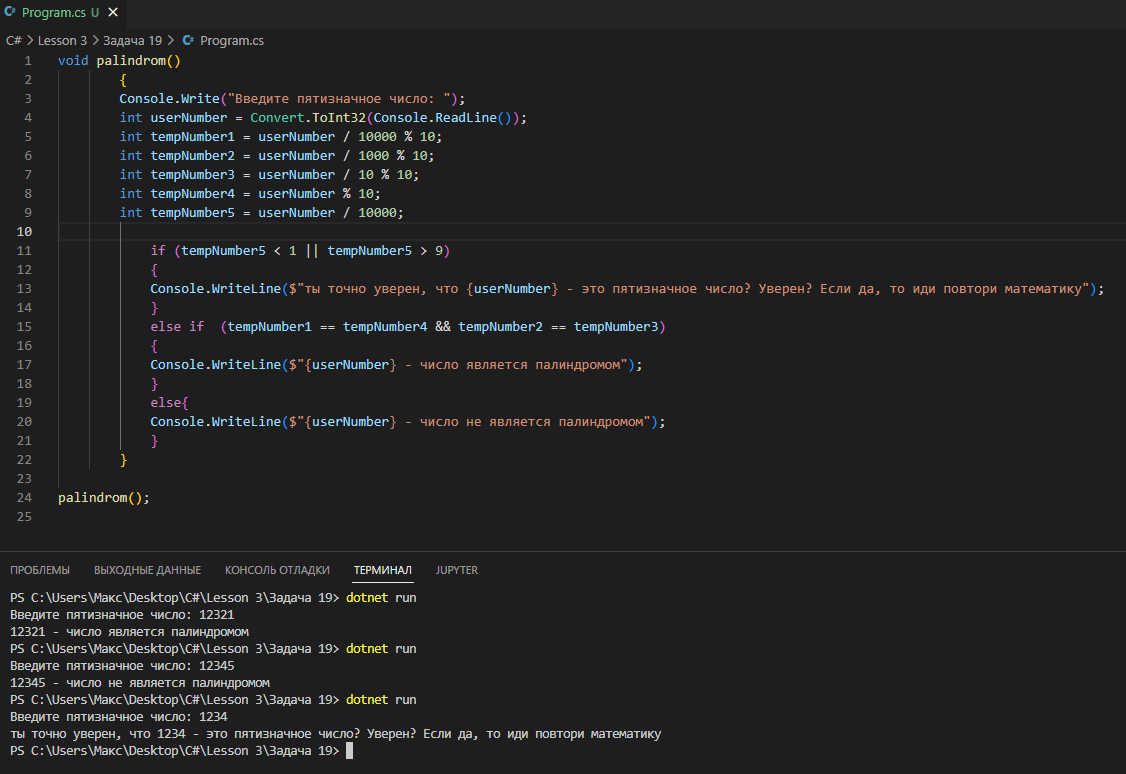 Program.cs U
C# > Lesson 3 > Задача 19 > Program.cs
1 void palindrom()
2 {
3 Console.Write("Введите пятизначное число: ");
4 int userNumber = Convert.ToInt32(Console.ReadLine());
5 int tempNumber1 = userNumber / 10000 % 10;
6 int tempNumber2 = userNumber / 1000 % 10;
7 int tempNumber3 = userNumber / 10 % 10;
8 int tempNumber4 = userNumber % 10;
9 int tempNumber5 = userNumber / 10000;
10
11 if (tempNumber5 < 1 || tempNumber5 > 9)
12 {
13 Console.WriteLine($"ты точно уверен, что {userNumber} - это пятизначное число? Уверен? Если да, то иди повтори математику");
14 }
15 else if  (tempNumber1 == tempNumber4 && tempNumber2 == tempNumber3)
16 {
17 Console.WriteLine($"{userNumber} - число является палиндромом");
18 }
19 else{
20 Console.WriteLine($"{userNumber} - число не является палиндромом");
21 }
22 }
23
24 palindrom();
25
ПРОБЛЕМЫ ВЫХОДНЫЕ ДАННЫЕ КОНСОЛЬ ОТЛАДКИ ТЕРМИНАЛ JUPYTER
PS C:\Users\Макс\Desktop\C#\Lesson 3\Задача 19> dotnet run
Введите пятизначное число: 12321
12321 - число является палиндромом
PS C:\Users\Макс\Desktop\C#\Lesson 3\Задача 19> dotnet run
Введите пятизначное число: 12345
12345 - число не является палиндромом
PS C:\Users\Макс\Desktop\C#\Lesson 3\Задача 19> dotnet run
Введите пятизначное число: 1234
ты точно уверен, что 1234 - это пятизначное число? Уверен? Если да, то иди повтори математику
PS C:\Users\Макс\Desktop\C#\Lesson 3\Задача 19>